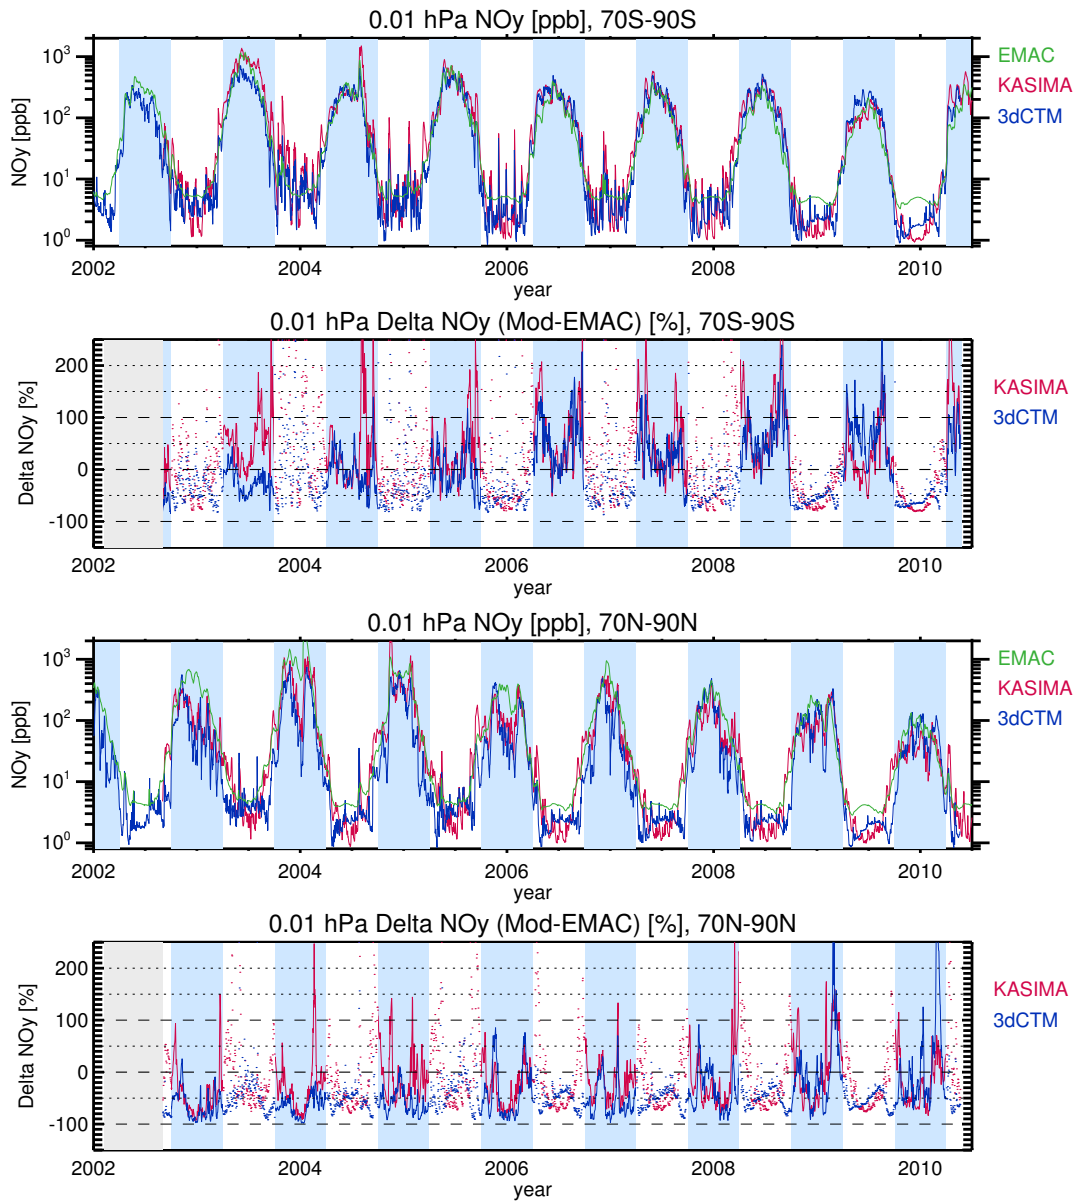 0.01 hPa NOy [ppb], 70S-90S
NOy [ppb]
10³
10²
10¹
10⁰
EMAC
KASIMA
3dCTM
2002 2004 2006 2008 2010
year
0.01 hPa Delta NOy (Mod-EMAC) [%], 70S-90S
Delta NOy [%]
200
100
0
-100
KASIMA
3dCTM
2002 2004 2006 2008 2010
year
0.01 hPa NOy [ppb], 70N-90N
NOy [ppb]
10³
10²
10¹
10⁰
EMAC
KASIMA
3dCTM
2002 2004 2006 2008 2010
year
0.01 hPa Delta NOy (Mod-EMAC) [%], 70N-90N
Delta NOy [%]
200
100
0
-100
KASIMA
3dCTM
2002 2004 2006 2008 2010
year